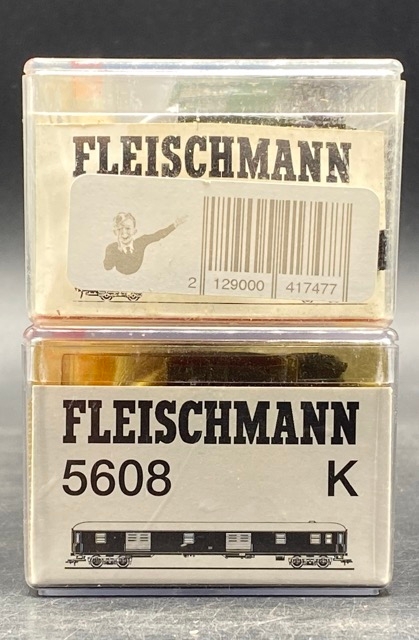 FLEISCHMANN
2 129000 417477
FLEISCHMANN
5608 K